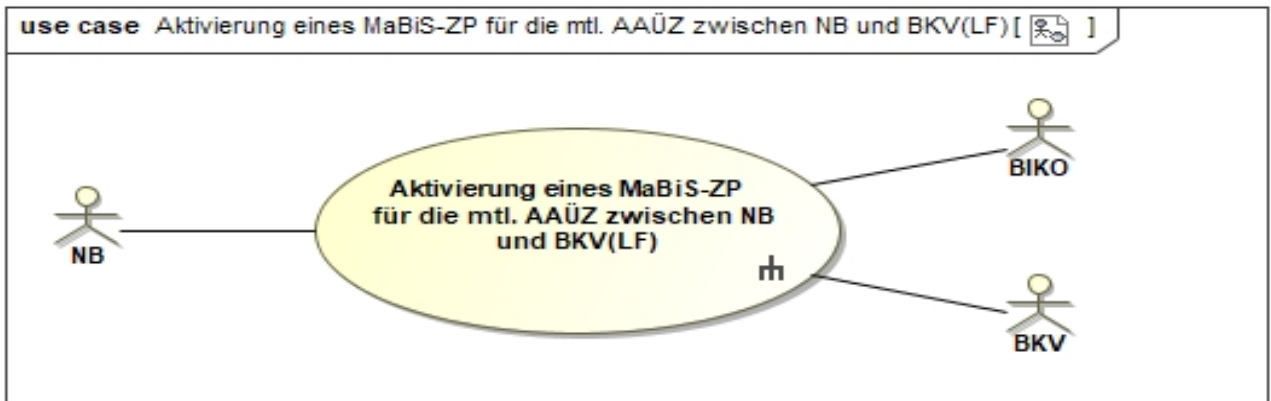 use case Aktivierung eines MaBiS-ZP für die mtl. AAÜZ zwischen NB und BKV(LF) [ ]
BIKO
Aktivierung eines MaBiS-ZP
für die mtl. AAÜZ zwischen NB
und BKV(LF)
NB
BKV